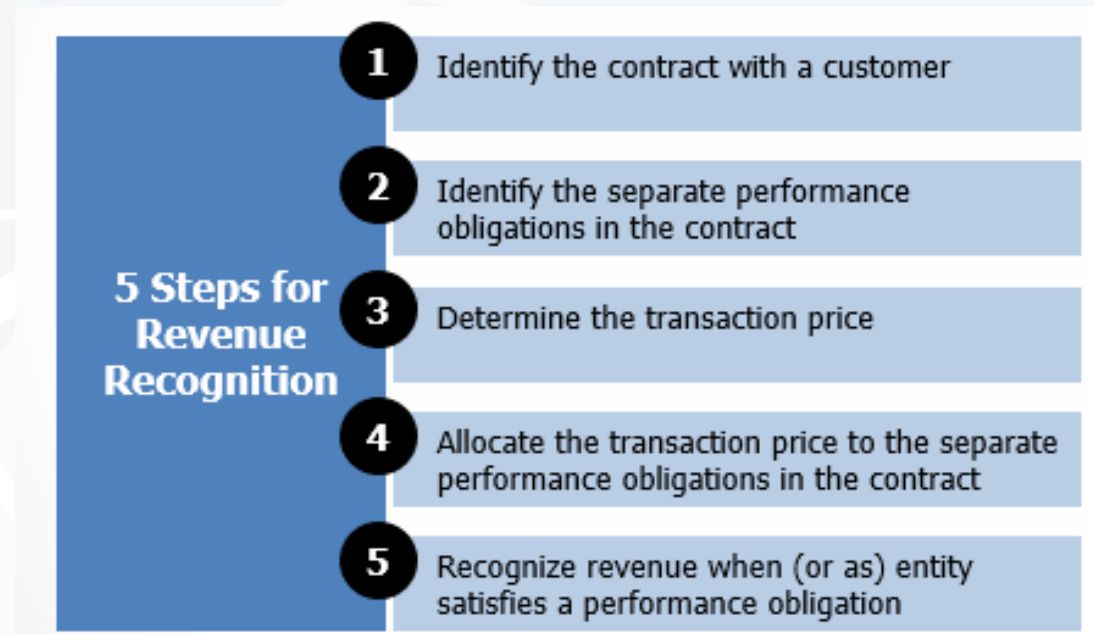 5 Steps for
Revenue
Recognition
1
Identify the contract with a customer
2
Identify the separate performance
obligations in the contract
3
Determine the transaction price
4
Allocate the transaction price to the separate
performance obligations in the contract
5
Recognize revenue when (or as) entity
satisfies a performance obligation